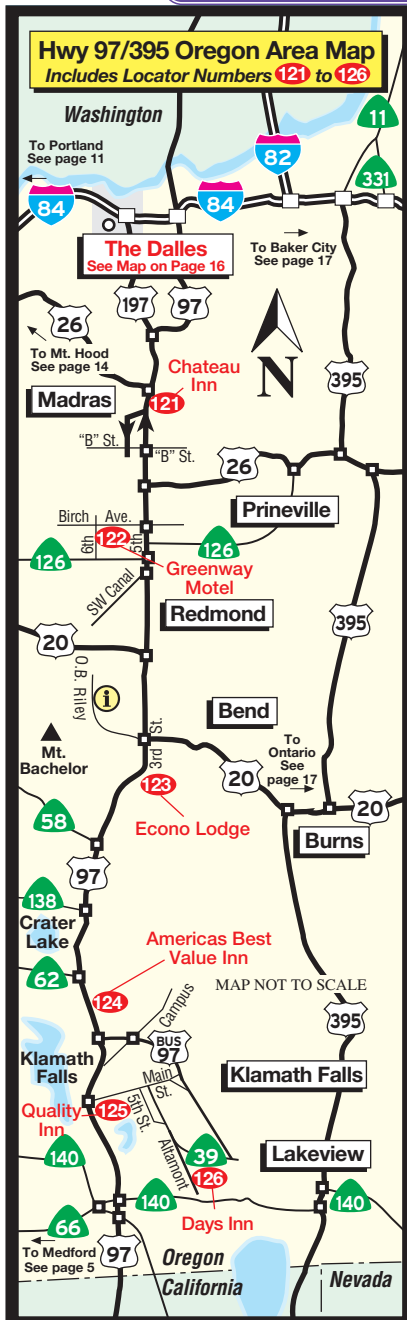 Hwy 97/395 Oregon Area Map
Includes Locator Numbers 121 to 126
Washington
11
82
331
To Portland
See page 11
84
84
The Dalles
See Map on Page 16
To Baker City
See page 17
197
97
26
To Mt. Hood
See page 14
N
395
Chateau
Inn
Madras
121
"B" St.
"B" St.
26
Prineville
Birch Ave.
6th
122
5th
126
126
Greenway
Motel
SW Canal
Redmond
395
20
O.B. Riley
i
Bend
3rd St.
To
Ontario
See
page 17
Mt.
Bachelor
20
123
20
Econo Lodge
Burns
58
97
138
Crater
Lake
Americas Best
Value Inn
62
MAP NOT TO SCALE
124
Campus
395
BUS
97
Klamath
Falls
Klamath Falls
Main
St.
Quality
Inn
125
5th St.
Altamont
39
Lakeview
140
126
140
140
Days Inn
66
To Medford
See page 5
97
Oregon
California
Nevada